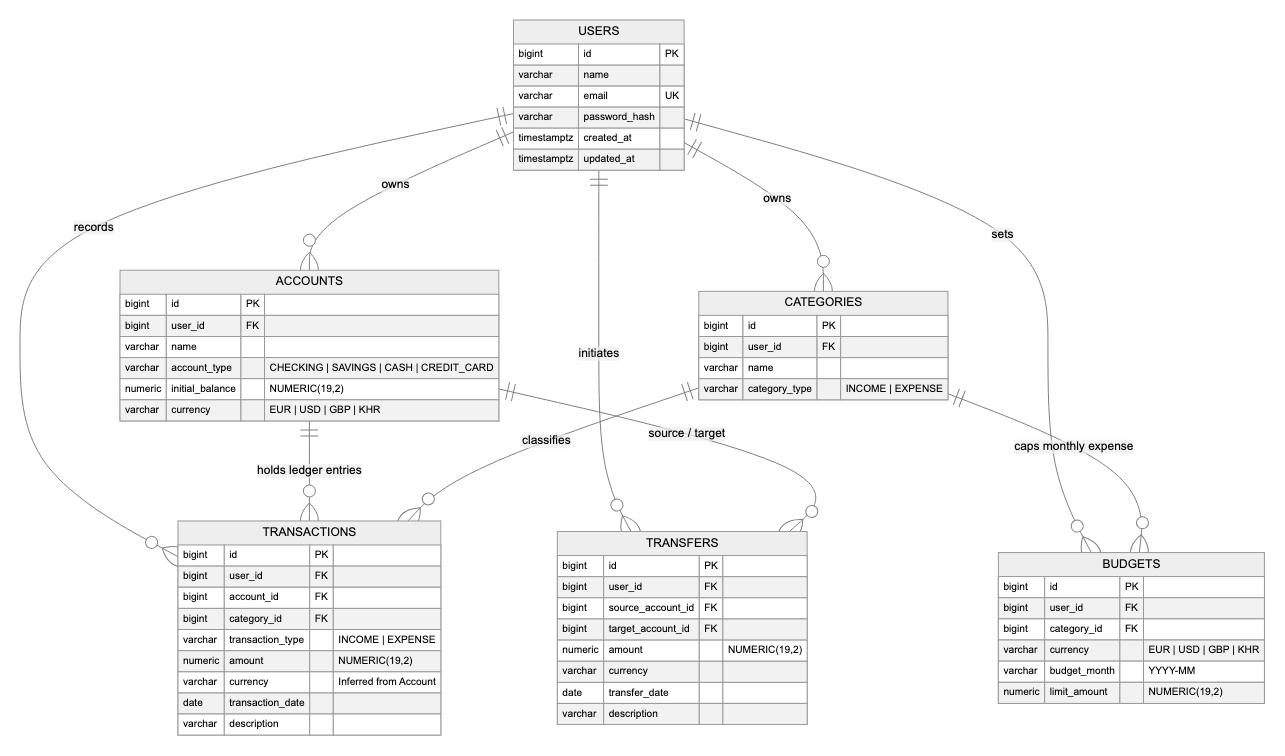 USERS
bigint id PK
varchar name
varchar email UK
varchar password_hash
timestamptz created_at
timestamptz updated_at
records
owns
initiates
owns
sets
ACCOUNTS
bigint id PK
bigint user_id FK
varchar name
varchar account_type CHECKING | SAVINGS | CASH | CREDIT_CARD
numeric initial_balance NUMERIC(19,2)
varchar currency EUR | USD | GBP | KHR
CATEGORIES
bigint id PK
bigint user_id FK
varchar name
varchar category_type INCOME | EXPENSE
holds ledger entries
classifies
source / target
caps monthly expense
TRANSACTIONS
bigint id PK
bigint user_id FK
bigint account_id FK
bigint category_id FK
varchar transaction_type INCOME | EXPENSE
numeric amount NUMERIC(19,2)
varchar currency Inferred from Account
date transaction_date
varchar description
TRANSFERS
bigint id PK
bigint user_id FK
bigint source_account_id FK
bigint target_account_id FK
numeric amount NUMERIC(19,2)
varchar currency
date transfer_date
varchar description
BUDGETS
bigint id PK
bigint user_id FK
bigint category_id FK
varchar currency EUR | USD | GBP | KHR
varchar budget_month YYYY-MM
numeric limit_amount NUMERIC(19,2)